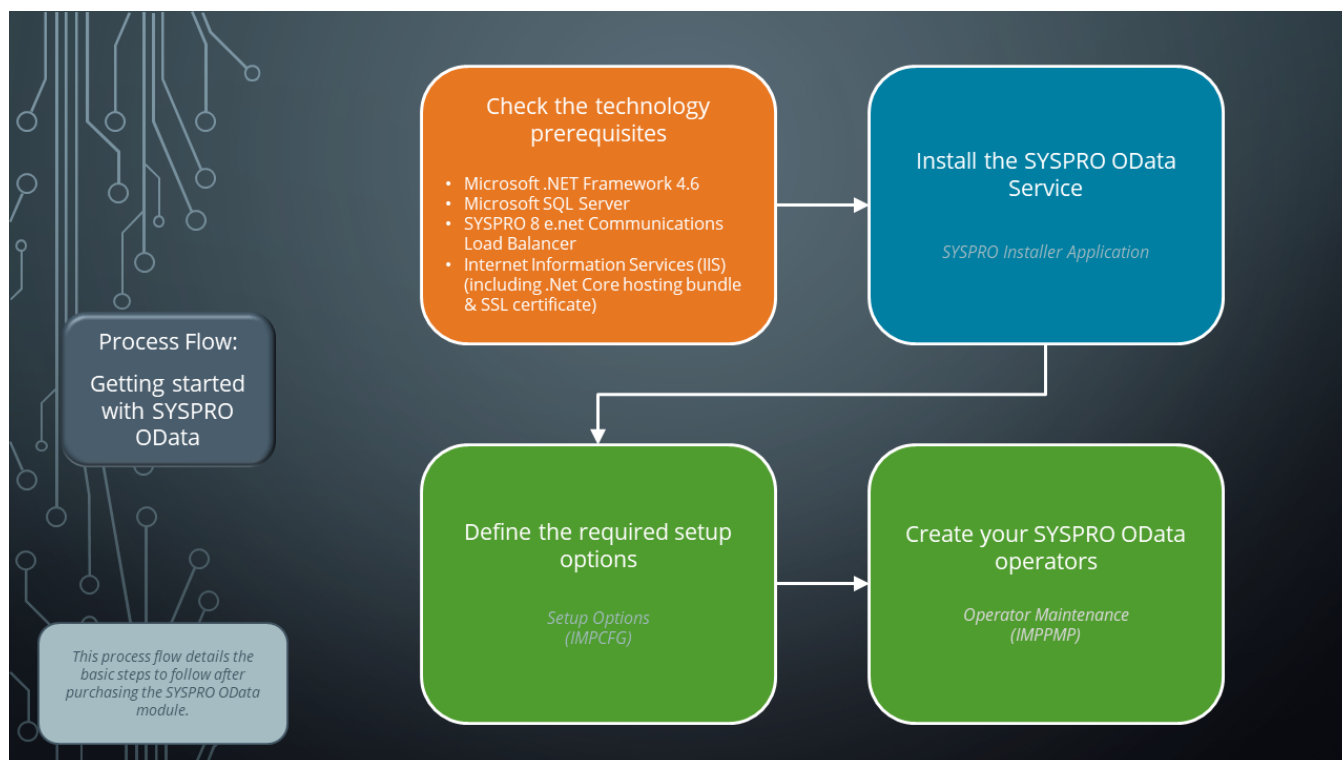 Process Flow:
Getting started
with SYSPRO
OData
This process flow details the
basic steps to follow after
purchasing the SYSPRO OData
module.
Check the technology
prerequisites
• Microsoft .NET Framework 4.6
• Microsoft SQL Server
• SYSPRO 8 e.net Communications
Load Balancer
• Internet Information Services (IIS)
(including .Net Core hosting bundle
& SSL certificate)
Install the SYSPRO OData
Service
SYSPRO Installer Application
Define the required setup
options
Setup Options
(IMPCFG)
Create your SYSPRO OData
operators
Operator Maintenance
(IMPPMP)